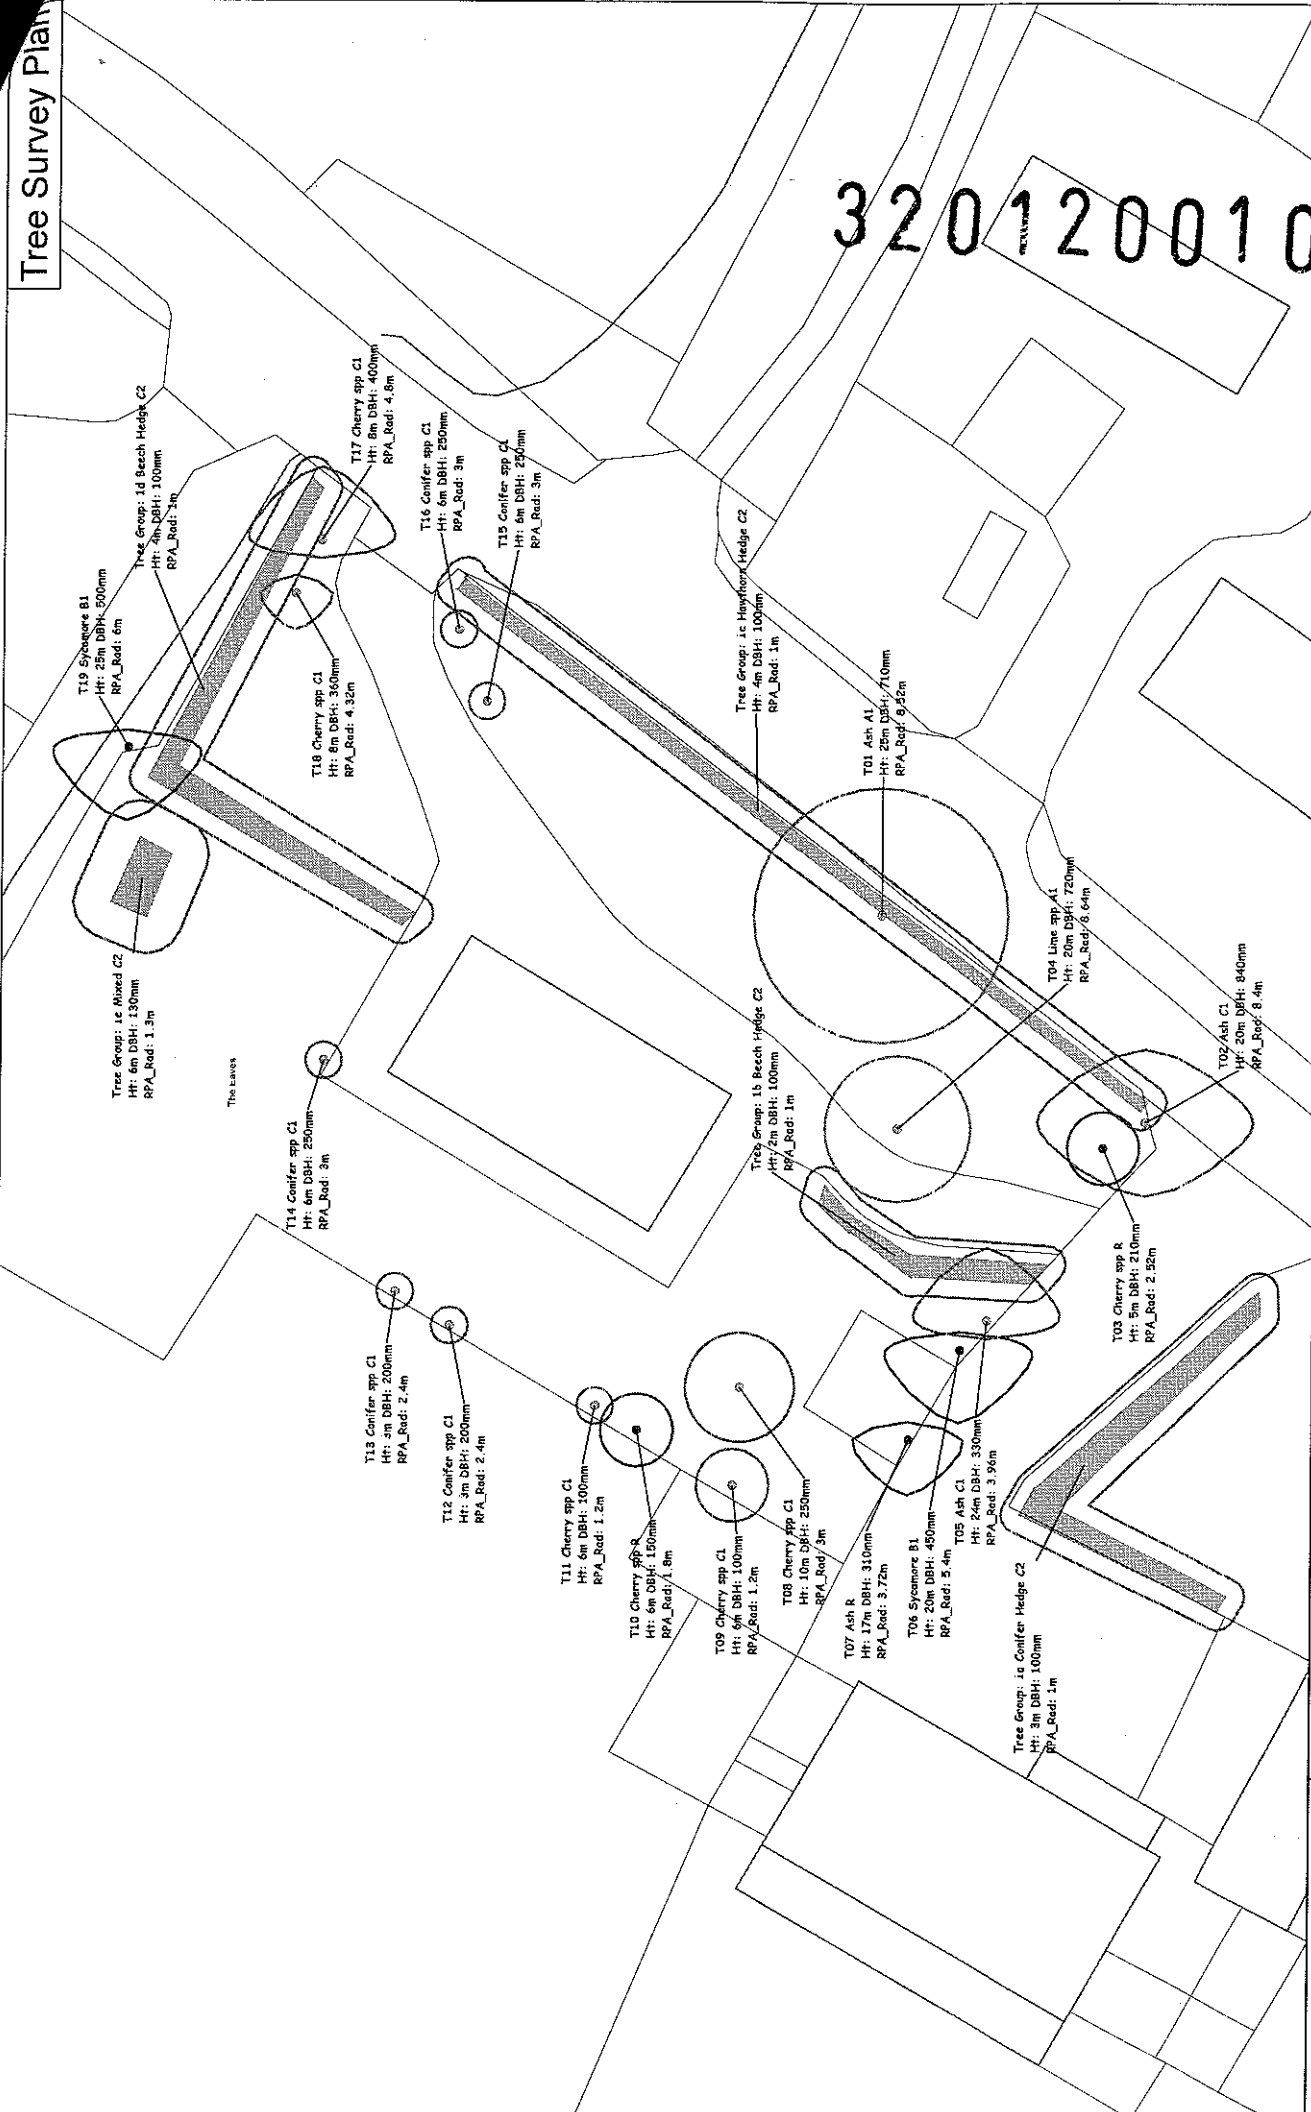 Tree Survey Plan
320120010
T19 Sycamore B1
Ht: 25m DBH: 500mm
RPA_Rad: 6m
Tree Group: 1d Beech Hedge C2
Ht: 4m DBH: 100mm
RPA_Rad: 1m
T17 Cherry spp C1
Ht: 8m DBH: 400mm
RPA_Rad: 4.8m
T16 Conifer spp C1
Ht: 6m DBH: 250mm
RPA_Rad: 3m
T15 Conifer spp C1
Ht: 6m DBH: 250mm
RPA_Rad: 3m
T18 Cherry spp C1
Ht: 8m DBH: 360mm
RPA_Rad: 4.32m
Tree Group: 1c Hawthorn Hedge C2
Ht: 4m DBH: 100mm
RPA_Rad: 1m
T01 Ash A1
Ht: 25m DBH: 710mm
RPA_Rad: 8.52m
T04 Lime spp A1
Ht: 20m DBH: 720mm
RPA_Rad: 8.64m
T02 Ash C1
Ht: 20m DBH: 840mm
RPA_Rad: 8.4m
Tree Group: 1e Mixed C2
Ht: 6m DBH: 130mm
RPA_Rad: 1.3m
The Eaves
Tree Group: 1b Beech Hedge C2
Ht: 2m DBH: 100mm
RPA_Rad: 1m
T14 Conifer spp C1
Ht: 6m DBH: 250mm
RPA_Rad: 3m
T03 Cherry spp R
Ht: 5m DBH: 210mm
RPA_Rad: 2.52m
T13 Conifer spp C1
Ht: 3m DBH: 200mm
RPA_Rad: 2.4m
T12 Conifer spp C1
Ht: 3m DBH: 200mm
RPA_Rad: 2.4m
T11 Cherry spp C1
Ht: 6m DBH: 100mm
RPA_Rad: 1.2m
T10 Cherry spp R
Ht: 6m DBH: 150mm
RPA_Rad: 1.8m
T09 Cherry spp C1
Ht: 6m DBH: 100mm
RPA_Rad: 1.2m
T08 Cherry spp C1
Ht: 10m DBH: 250mm
RPA_Rad: 3m
T07 Ash R
Ht: 17m DBH: 310mm
RPA_Rad: 3.72m
T06 Sycamore B1
Ht: 20m DBH: 450mm
RPA_Rad: 5.4m
T05 Ash C1
Ht: 24m DBH: 330mm
RPA_Rad: 3.96m
Tree Group: 1a Conifer Hedge C2
Ht: 3m DBH: 100mm
RPA_Rad: 1m